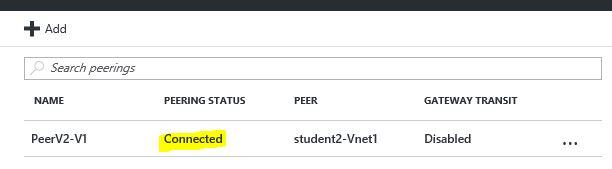 Add
Search peerings
NAME PEERING STATUS PEER GATEWAY TRANSIT
PeerV2-V1 Connected student2-Vnet1 Disabled ...